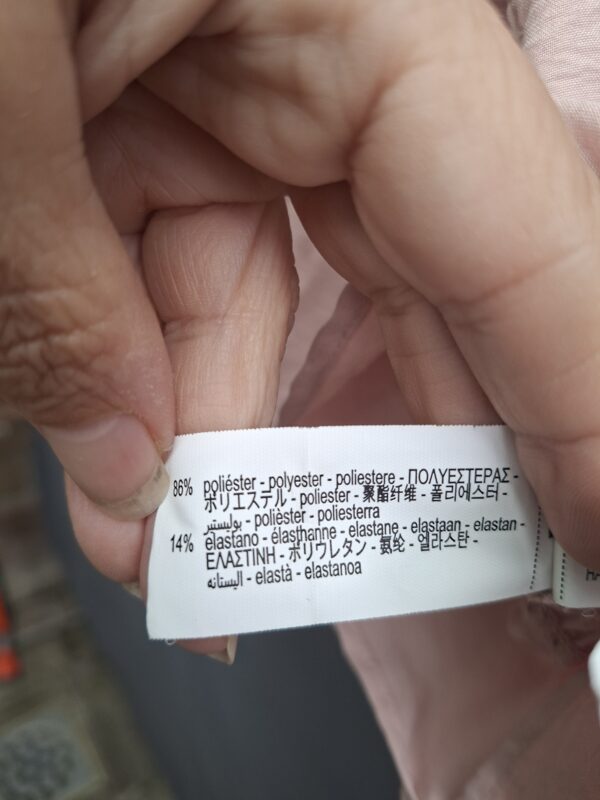 86% poliéster - polyester - poliestere - ΠΟΛΥΕΣΤΕΡΑΣ -
ポリエステル - poliester - 聚酯纤维 - 폴리에스터 -
بوليستير - polièster - poliesterra
14% elastano - élasthanne - elastane - elastaan - elastan -
ΕΛΑΣΤΙΝΗ - ポリウレタン - 氨纶 - 엘라스탄 -
اليستانه - elastà - elastanoa